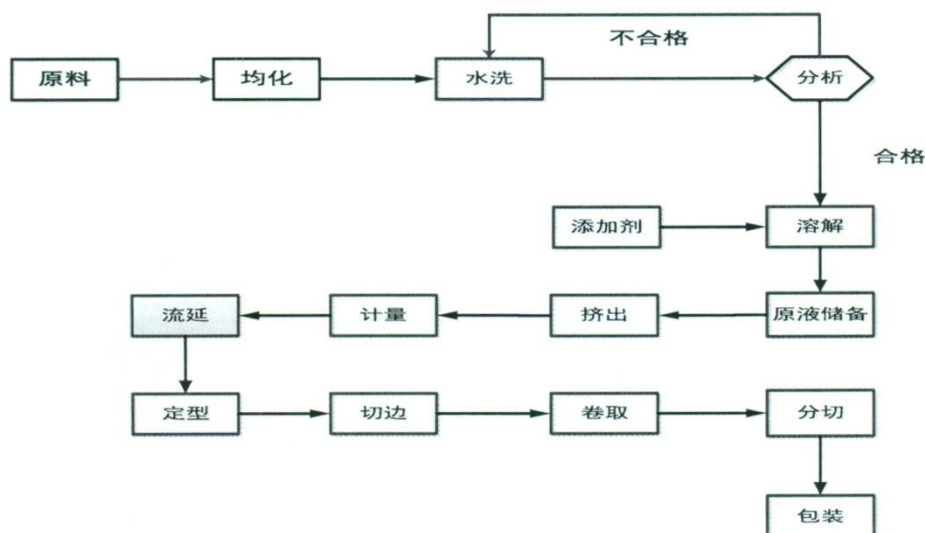 不合格
原料
均化
水洗
分析
合格
添加剂
溶解
流延
计量
挤出
原液储备
定型
切边
卷取
分切
包装